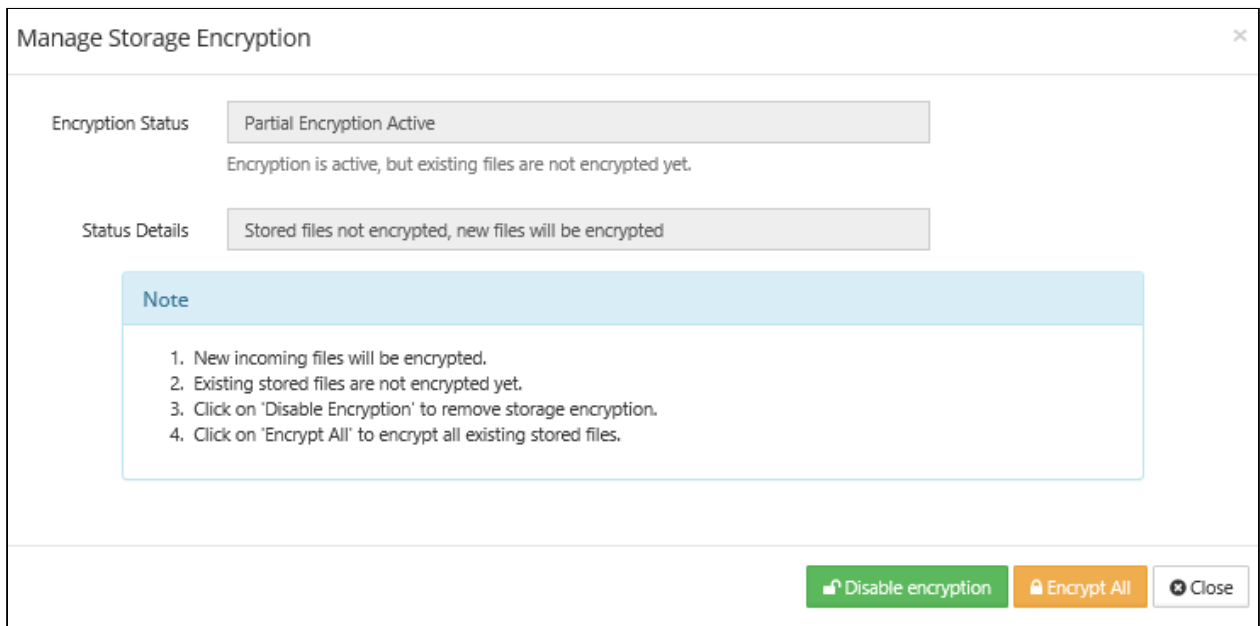 Manage Storage Encryption ×
Encryption Status Partial Encryption Active
Encryption is active, but existing files are not encrypted yet.
Status Details Stored files not encrypted, new files will be encrypted
Note
1. New incoming files will be encrypted.
2. Existing stored files are not encrypted yet.
3. Click on 'Disable Encryption' to remove storage encryption.
4. Click on 'Encrypt All' to encrypt all existing stored files.
Disable encryption Encrypt All Close